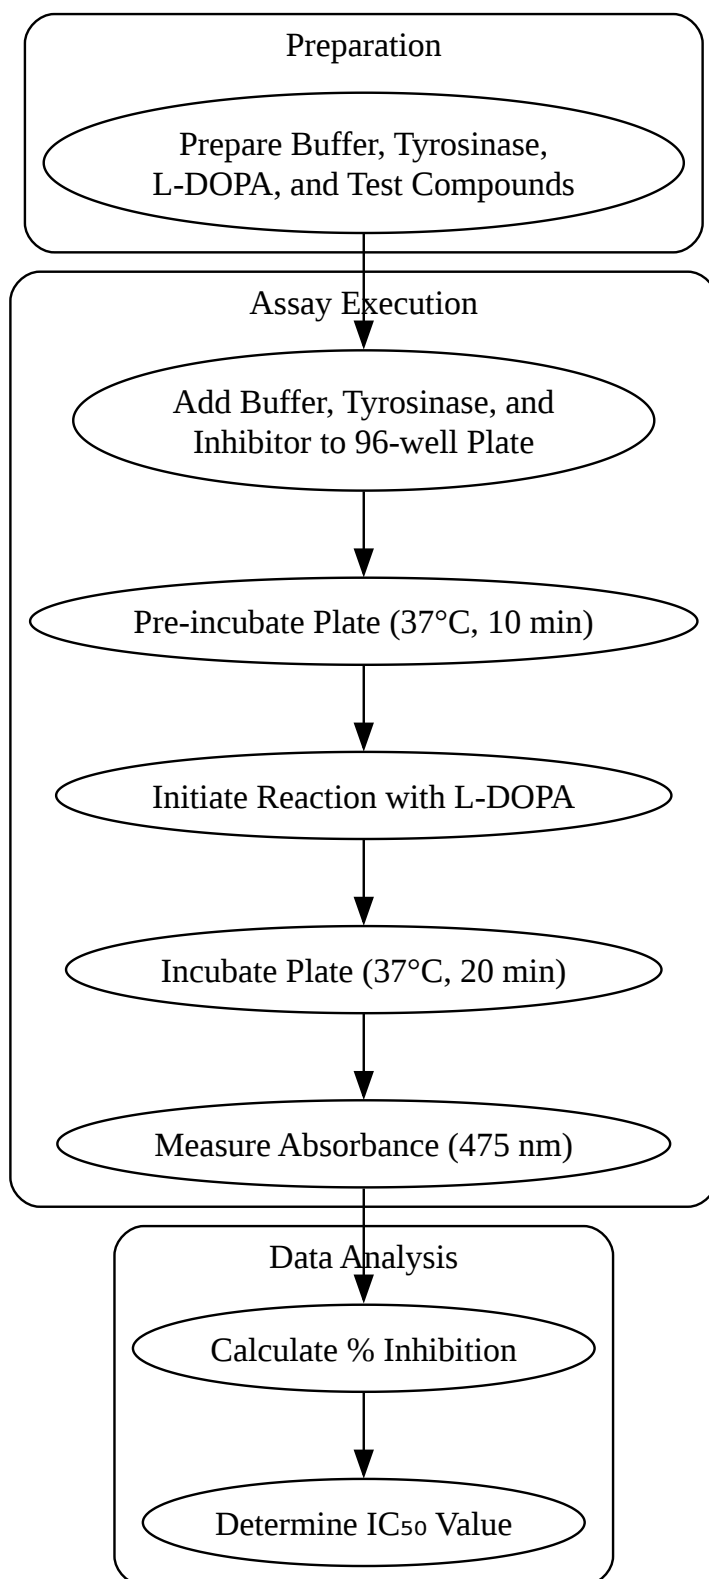 Preparation
Prepare Buffer, Tyrosinase,
L-DOPA, and Test Compounds
Assay Execution
Add Buffer, Tyrosinase, and
Inhibitor to 96-well Plate
Pre-incubate Plate (37°C, 10 min)
Initiate Reaction with L-DOPA
Incubate Plate (37°C, 20 min)
Measure Absorbance (475 nm)
Data Analysis
Calculate % Inhibition
Determine IC₅₀ Value